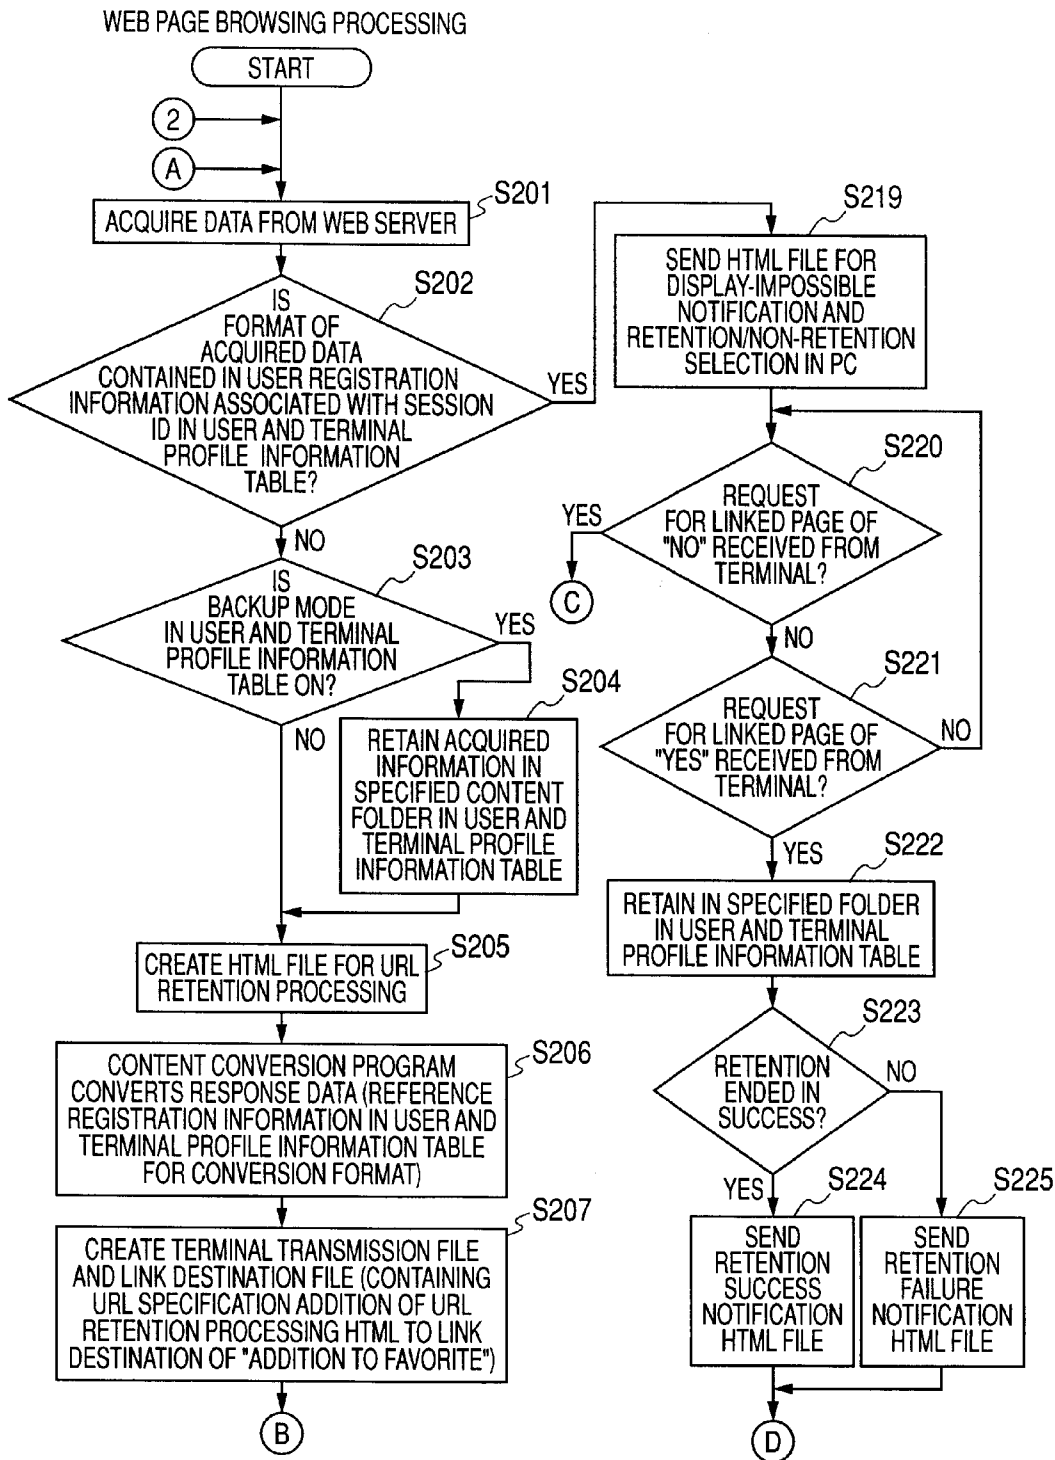 WEB PAGE BROWSING PROCESSING
START
2
A
S201
ACQUIRE DATA FROM WEB SERVER
S202
IS
FORMAT OF
ACQUIRED DATA
CONTAINED IN USER REGISTRATION
INFORMATION ASSOCIATED WITH SESSION
ID IN USER AND TERMINAL
PROFILE INFORMATION
TABLE?
YES
NO
S203
IS
BACKUP MODE
IN USER AND TERMINAL
PROFILE INFORMATION
TABLE ON?
YES
NO
S204
RETAIN ACQUIRED
INFORMATION IN
SPECIFIED CONTENT
FOLDER IN USER AND
TERMINAL PROFILE
INFORMATION TABLE
S205
CREATE HTML FILE FOR URL
RETENTION PROCESSING
S206
CONTENT CONVERSION PROGRAM
CONVERTS RESPONSE DATA (REFERENCE
REGISTRATION INFORMATION IN USER AND
TERMINAL PROFILE INFORMATION TABLE
FOR CONVERSION FORMAT)
S207
CREATE TERMINAL TRANSMISSION FILE
AND LINK DESTINATION FILE (CONTAINING
URL SPECIFICATION ADDITION OF URL
RETENTION PROCESSING HTML TO LINK
DESTINATION OF "ADDITION TO FAVORITE")
B
S219
SEND HTML FILE FOR
DISPLAY-IMPOSSIBLE
NOTIFICATION AND
RETENTION/NON-RETENTION
SELECTION IN PC
S220
REQUEST
FOR LINKED PAGE OF
"NO" RECEIVED FROM
TERMINAL?
YES
C
NO
S221
REQUEST
FOR LINKED PAGE OF
"YES" RECEIVED FROM
TERMINAL?
NO
YES
S222
RETAIN IN SPECIFIED FOLDER
IN USER AND TERMINAL
PROFILE INFORMATION TABLE
S223
RETENTION
ENDED IN
SUCCESS?
NO
YES
S224
SEND
RETENTION
SUCCESS
NOTIFICATION
HTML FILE
S225
SEND
RETENTION
FAILURE
NOTIFICATION
HTML FILE
D